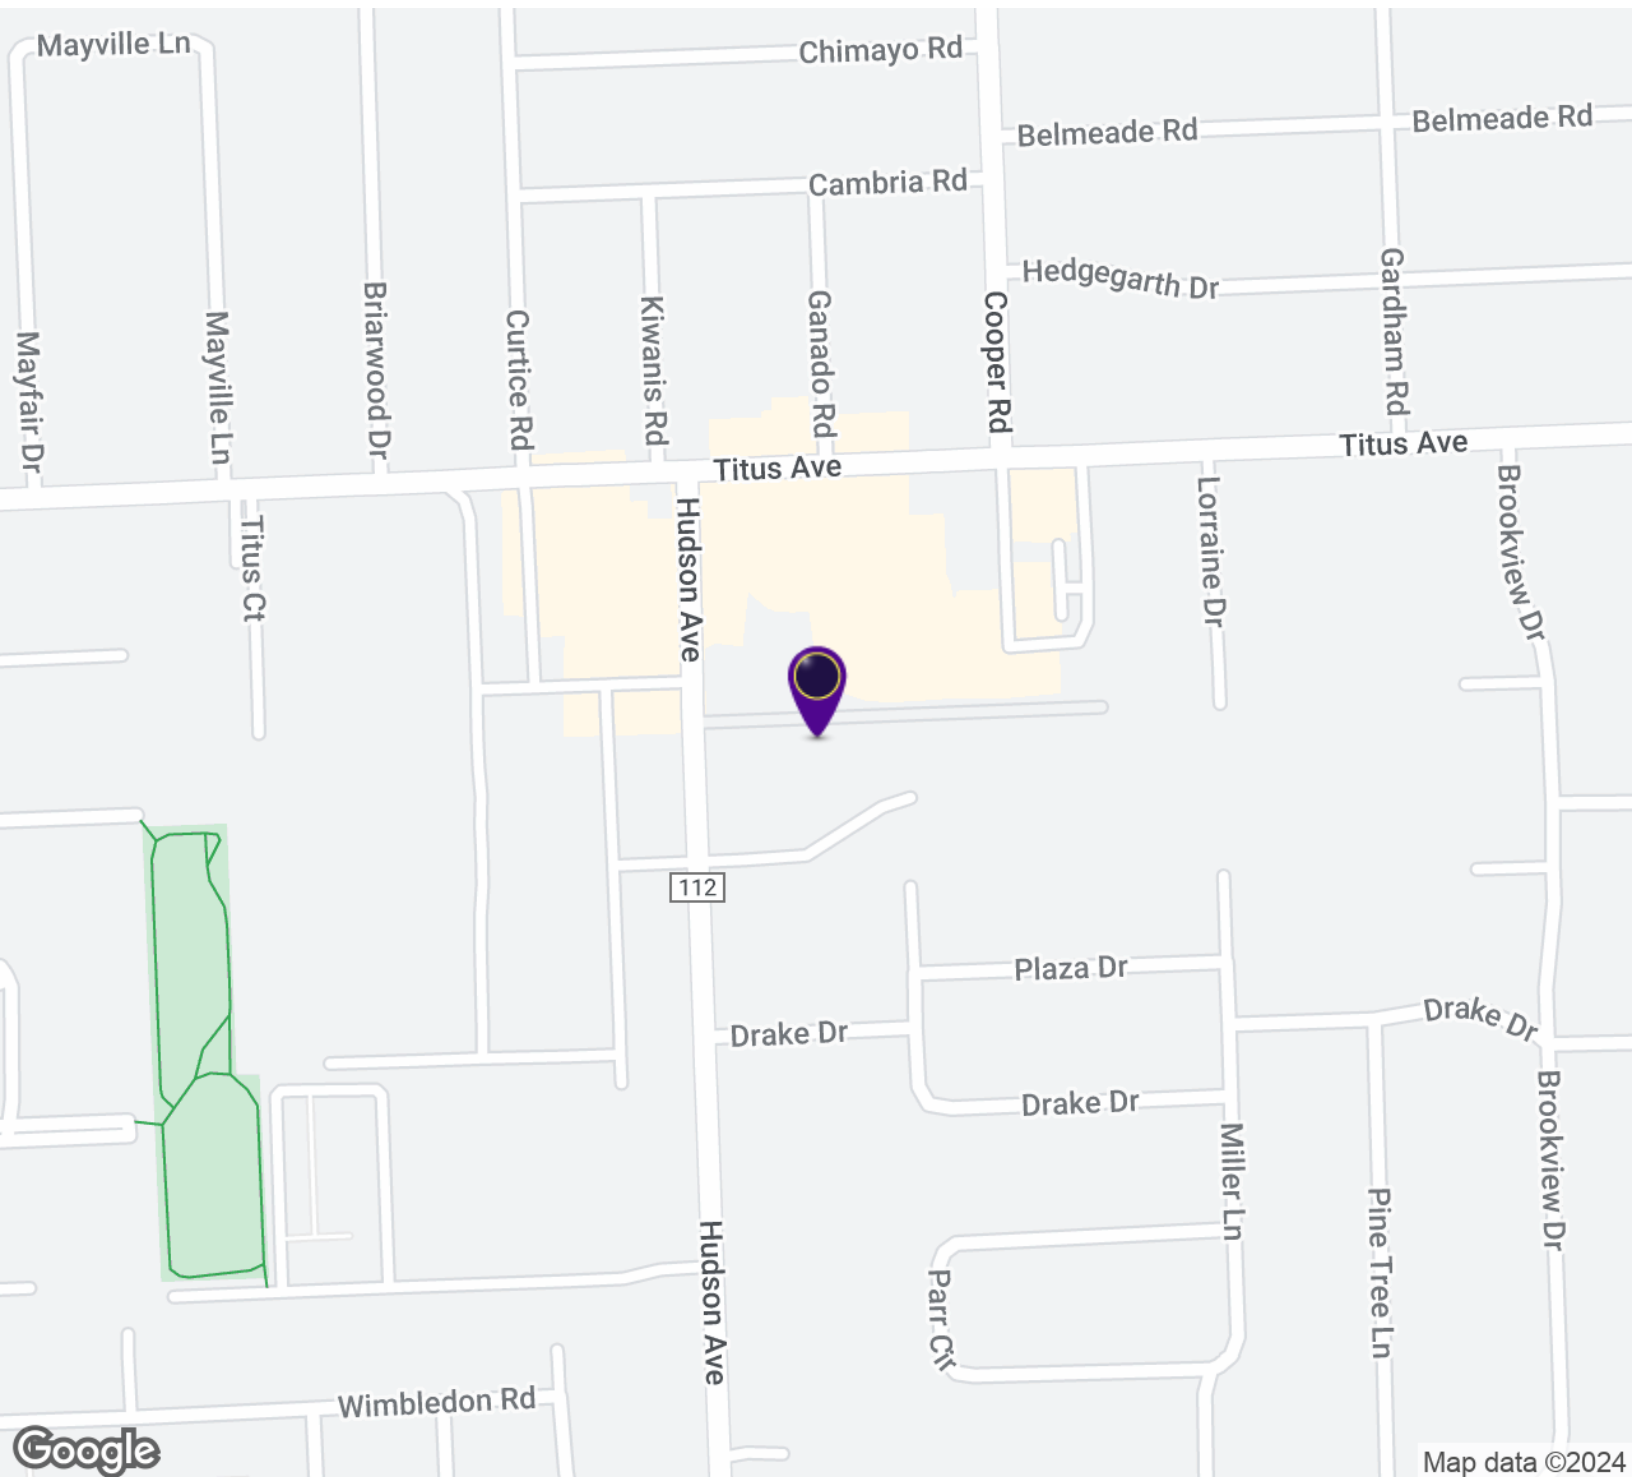 Mayville Ln
Chimayo Rd
Belmeade Rd
Belmeade Rd
Cambria Rd
Hedgegarth Dr
Mayfair Dr
Mayville Ln
Briarwood Dr
Curtice Rd
Kiwanis Rd
Ganado Rd
Cooper Rd
Gardham Rd
Titus Ave
Titus Ave
Titus Ct
Hudson Ave
Lorraine Dr
Brookview Dr
112
Plaza Dr
Drake Dr
Drake Dr
Drake Dr
Miller Ln
Brookview Dr
Pine Tree Ln
Hudson Ave
Parr Cir
Wimbledon Rd
Google
Map data ©2024